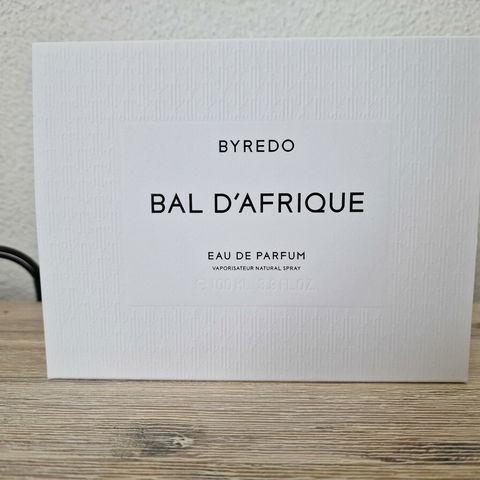 BYREDO
BAL D'AFRIQUE
EAU DE PARFUM
VAPORISATEUR NATURAL SPRAY
℮ 100 ML 3.3 FL.OZ.